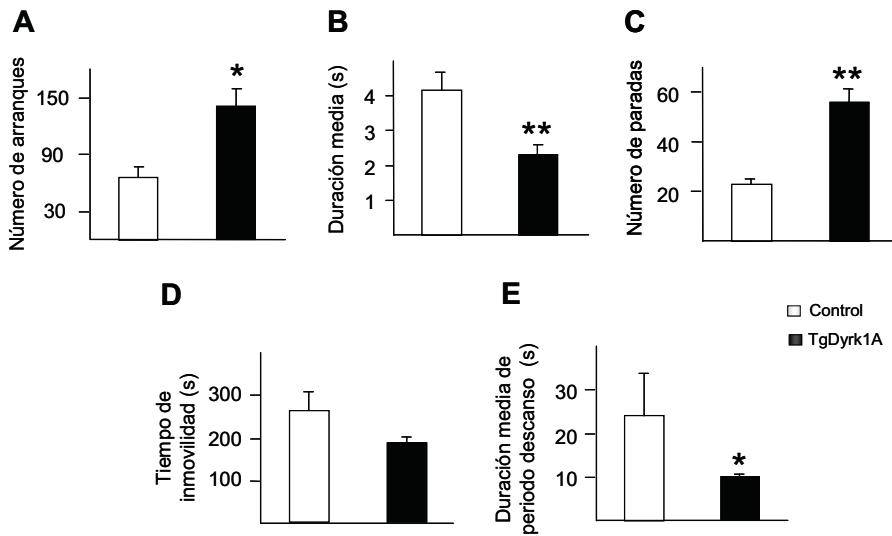 A
Número de arranques
150
90
30
*
B
Duración media (s)
4
3
2
1
**
C
Número de paradas
60
40
20
**
D
Tiempo de
inmovilidad (s)
300
200
100
E
Duración media de
periodo descanso (s)
30
20
10
*
Control
TgDyrk1A